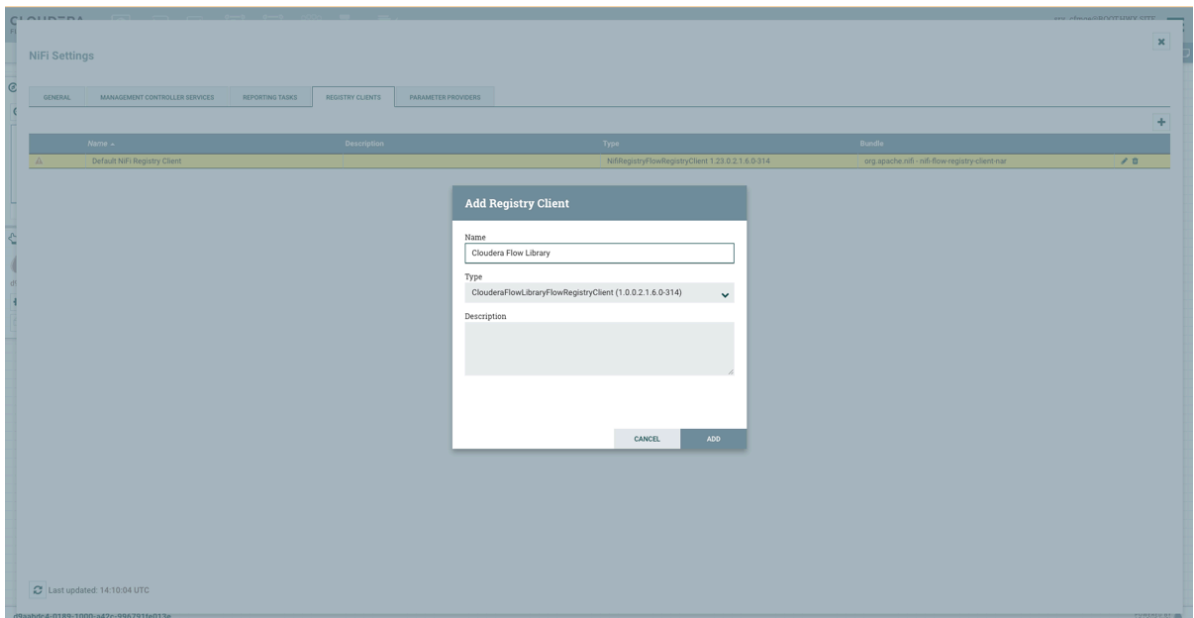 NiFi Settings
GENERAL
MANAGEMENT CONTROLLER SERVICES
REPORTING TASKS
REGISTRY CLIENTS
PARAMETER PROVIDERS
Name
Description
Type
Bundle
Default NiFi Registry Client
NifiRegistryFlowRegistryClient 1.23.0.2.1.6.0-314
org.apache.nifi - nifi-flow-registry-client-nar
Add Registry Client
Name
Cloudera Flow Library
Type
ClouderaFlowLibraryFlowRegistryClient (1.0.0.2.1.6.0-314)
Description
CANCEL
ADD
Last updated: 14:10:04 UTC